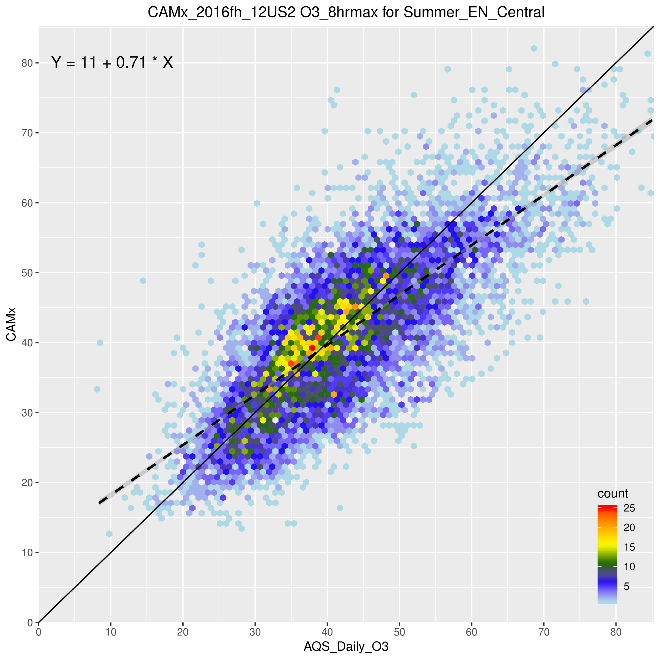 CAMx_2016fh_12US2 O3_8hrmax for Summer_EN_Central
Y = 11 + 0.71 * X
80
70
60
50
40
30
20
10
0
CAMx
count
25
20
15
10
5
0 10 20 30 40 50 60 70 80
AQS_Daily_O3